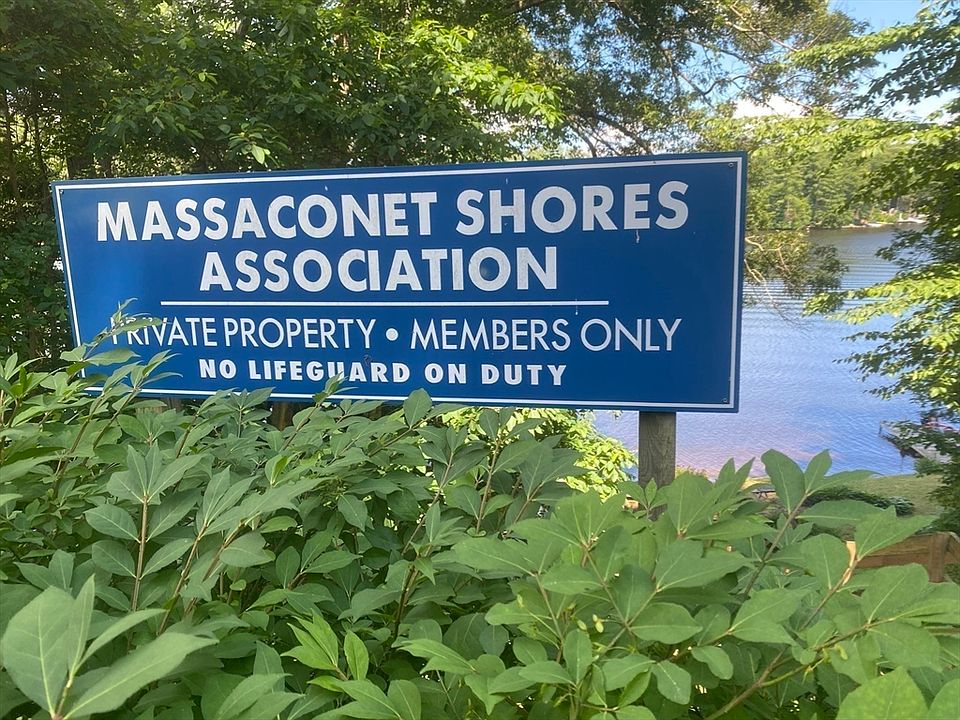 MASSACONET SHORES
ASSOCIATION
PRIVATE PROPERTY • MEMBERS ONLY
NO LIFEGUARD ON DUTY